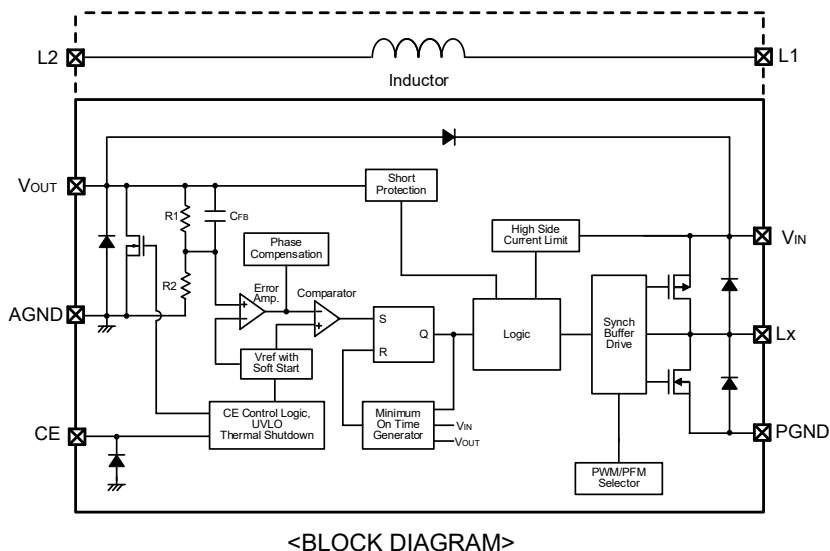 L2
L1
Inductor
VOUT
Short
Protection
R1
CFB
Phase
Compensation
High Side
Current Limit
VIN
R2
Error
Amp.
Comparator
AGND
S
Q
R
Logic
Synch
Buffer
Drive
Lx
Vref with
Soft Start
CE Control Logic,
UVLO
Thermal Shutdown
Minimum
On Time
Generator
VIN
VOUT
CE
PGND
PWM/PFM
Selector
<BLOCK DIAGRAM>